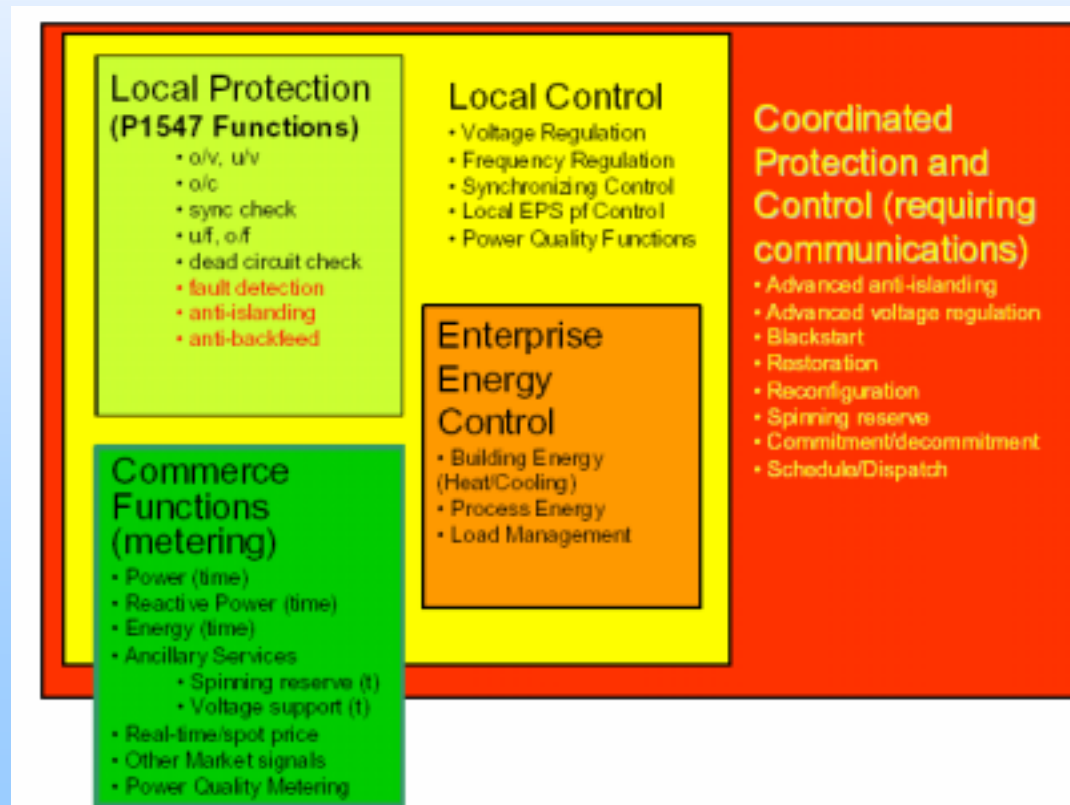 Local Protection
(P1547 Functions)
• o/v, u/v
• o/c
• sync check
• u/f, o/f
• dead circuit check
• fault detection
• anti-islanding
• anti-backfeed
Local Control
• Voltage Regulation
• Frequency Regulation
• Synchronizing Control
• Local EPS pf Control
• Power Quality Functions
Enterprise
Energy
Control
• Building Energy
(Heat/Cooling)
• Process Energy
• Load Management
Commerce
Functions
(metering)
• Power (time)
• Reactive Power (time)
• Energy (time)
• Ancillary Services
• Spinning reserve (t)
• Voltage support (t)
• Real-time/spot price
• Other Market signals
• Power Quality Metering
Coordinated
Protection and
Control (requiring
communications)
• Advanced anti-islanding
• Advanced voltage regulation
• Blackstart
• Restoration
• Reconfiguration
• Spinning reserve
• Commitment/decommitment
• Schedule/Dispatch